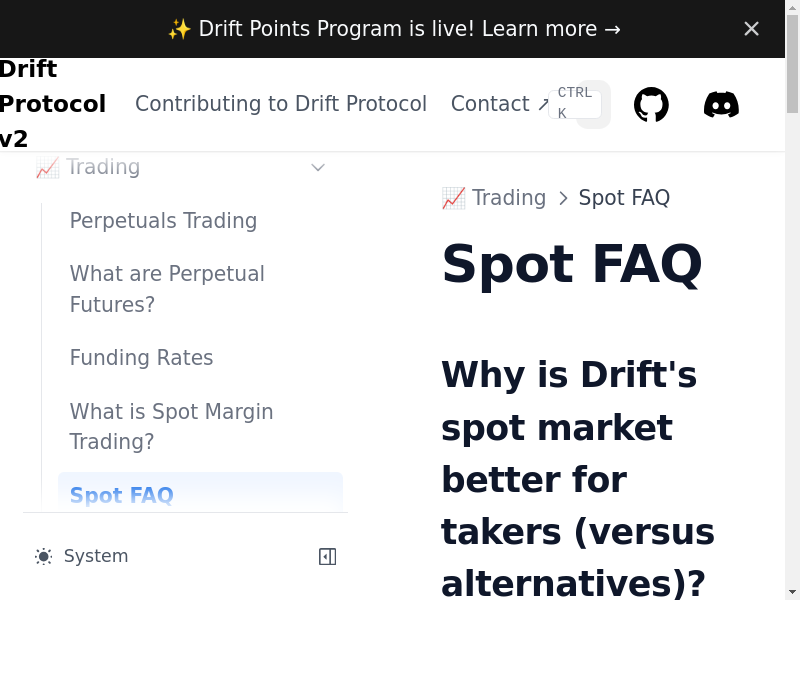 ✨ Drift Points Program is live! Learn more →
Drift
Protocol
v2
Contributing to Drift Protocol
Contact ↗
CTRL
K
📈 Trading
Perpetuals Trading
What are Perpetual
Futures?
Funding Rates
What is Spot Margin
Trading?
Spot FAQ
System
📈 Trading > Spot FAQ
Spot FAQ
Why is Drift's
spot market
better for
takers (versus
alternatives)?